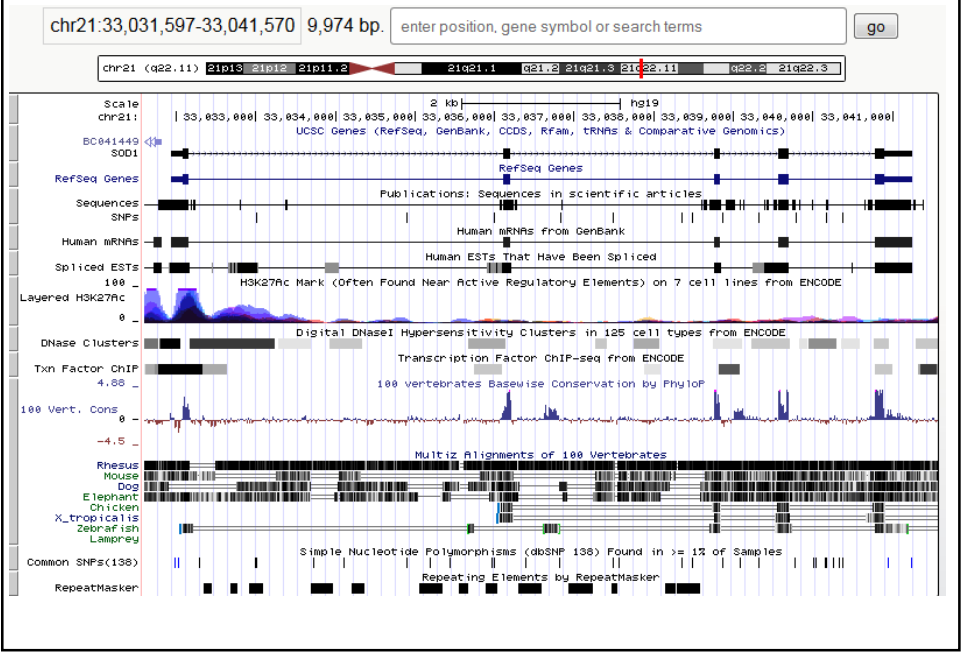 chr21:33,031,597-33,041,570 9,974 bp. enter position, gene symbol or search terms go
chr21 (q22.11) 21p13 21p12 21p11.2 21q21.1 q21.2 21q21.3 21q22.11 q22.2 21q22.3
Scale 2 kb hg19
chr21: 33,033,000 33,034,000 33,035,000 33,036,000 33,037,000 33,038,000 33,039,000 33,040,000 33,041,000
UCSC Genes (RefSeq, GenBank, CCDS, Rfam, tRNAs & Comparative Genomics)
BC041449
SOD1
RefSeq Genes
RefSeq Genes
Publications: Sequences in scientific articles
Sequences
SNPs
Human mRNAs from GenBank
Human mRNAs
Human ESTs That Have Been Spliced
Spliced ESTs
100 _ H3K27Ac Mark (Often Found Near Active Regulatory Elements) on 7 cell lines from ENCODE
Layered H3K27Ac
0 _
Digital DNaseI Hypersensitivity Clusters in 125 cell types from ENCODE
DNase Clusters
Transcription Factor ChIP-seq from ENCODE
Txn Factor ChIP
4.88 _ 100 vertebrates Basewise Conservation by PhyloP
100 Vert. Cons
0 -
-4.5 _
Multiz Alignments of 100 Vertebrates
Rhesus
Mouse
Dog
Elephant
Chicken
X_tropicalis
Zebrafish
Lamprey
Simple Nucleotide Polymorphisms (dbSNP 138) Found in >= 1% of Samples
Common SNPs(138)
Repeating Elements by RepeatMasker
RepeatMasker